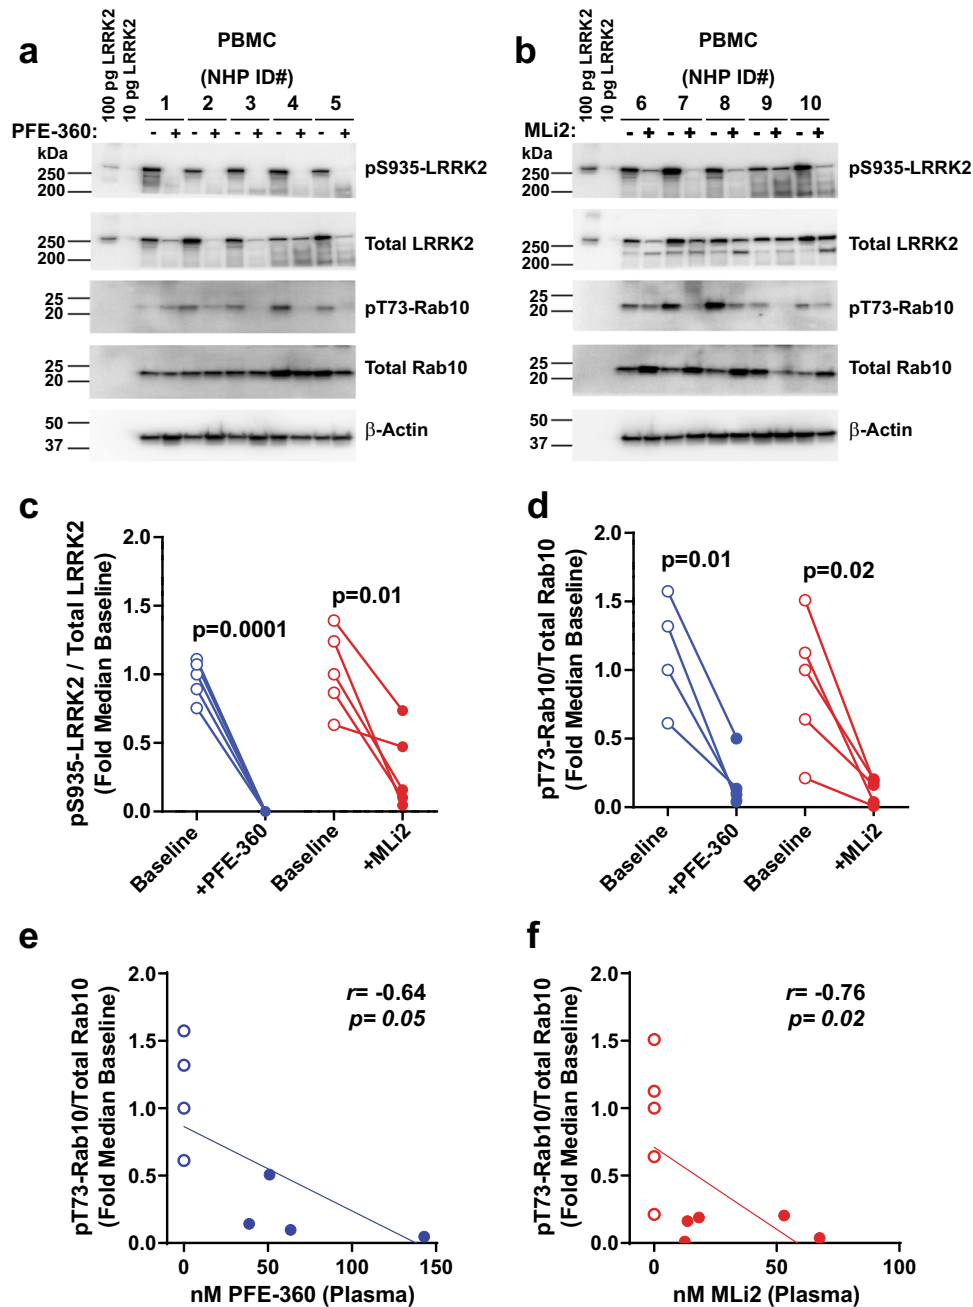 a
100 pg LRRK2
10 pg LRRK2
PBMC
(NHP ID#)
1 2 3 4 5
PFE-360: - + - + - + - + - +
kDa
250
200
pS935-LRRK2
250
200
Total LRRK2
25
20
pT73-Rab10
25
20
Total Rab10
50
37
β-Actin
b
100 pg LRRK2
10 pg LRRK2
PBMC
(NHP ID#)
6 7 8 9 10
MLi2: - + - + - + - + - +
kDa
250
200
pS935-LRRK2
250
200
Total LRRK2
25
20
pT73-Rab10
25
20
Total Rab10
50
37
β-Actin
c
pS935-LRRK2 / Total LRRK2
(Fold Median Baseline)
2.0
1.5
1.0
0.5
0.0
p=0.0001
p=0.01
Baseline
+PFE-360
Baseline
+MLi2
d
pT73-Rab10/Total Rab10
(Fold Median Baseline)
2.0
1.5
1.0
0.5
0.0
p=0.01
p=0.02
Baseline
+PFE-360
Baseline
+MLi2
e
pT73-Rab10/Total Rab10
(Fold Median Baseline)
2.0
1.5
1.0
0.5
0.0
r= -0.64
p= 0.05
0 50 100 150
nM PFE-360 (Plasma)
f
pT73-Rab10/Total Rab10
(Fold Median Baseline)
2.0
1.5
1.0
0.5
0.0
r= -0.76
p= 0.02
0 50 100
nM MLi2 (Plasma)